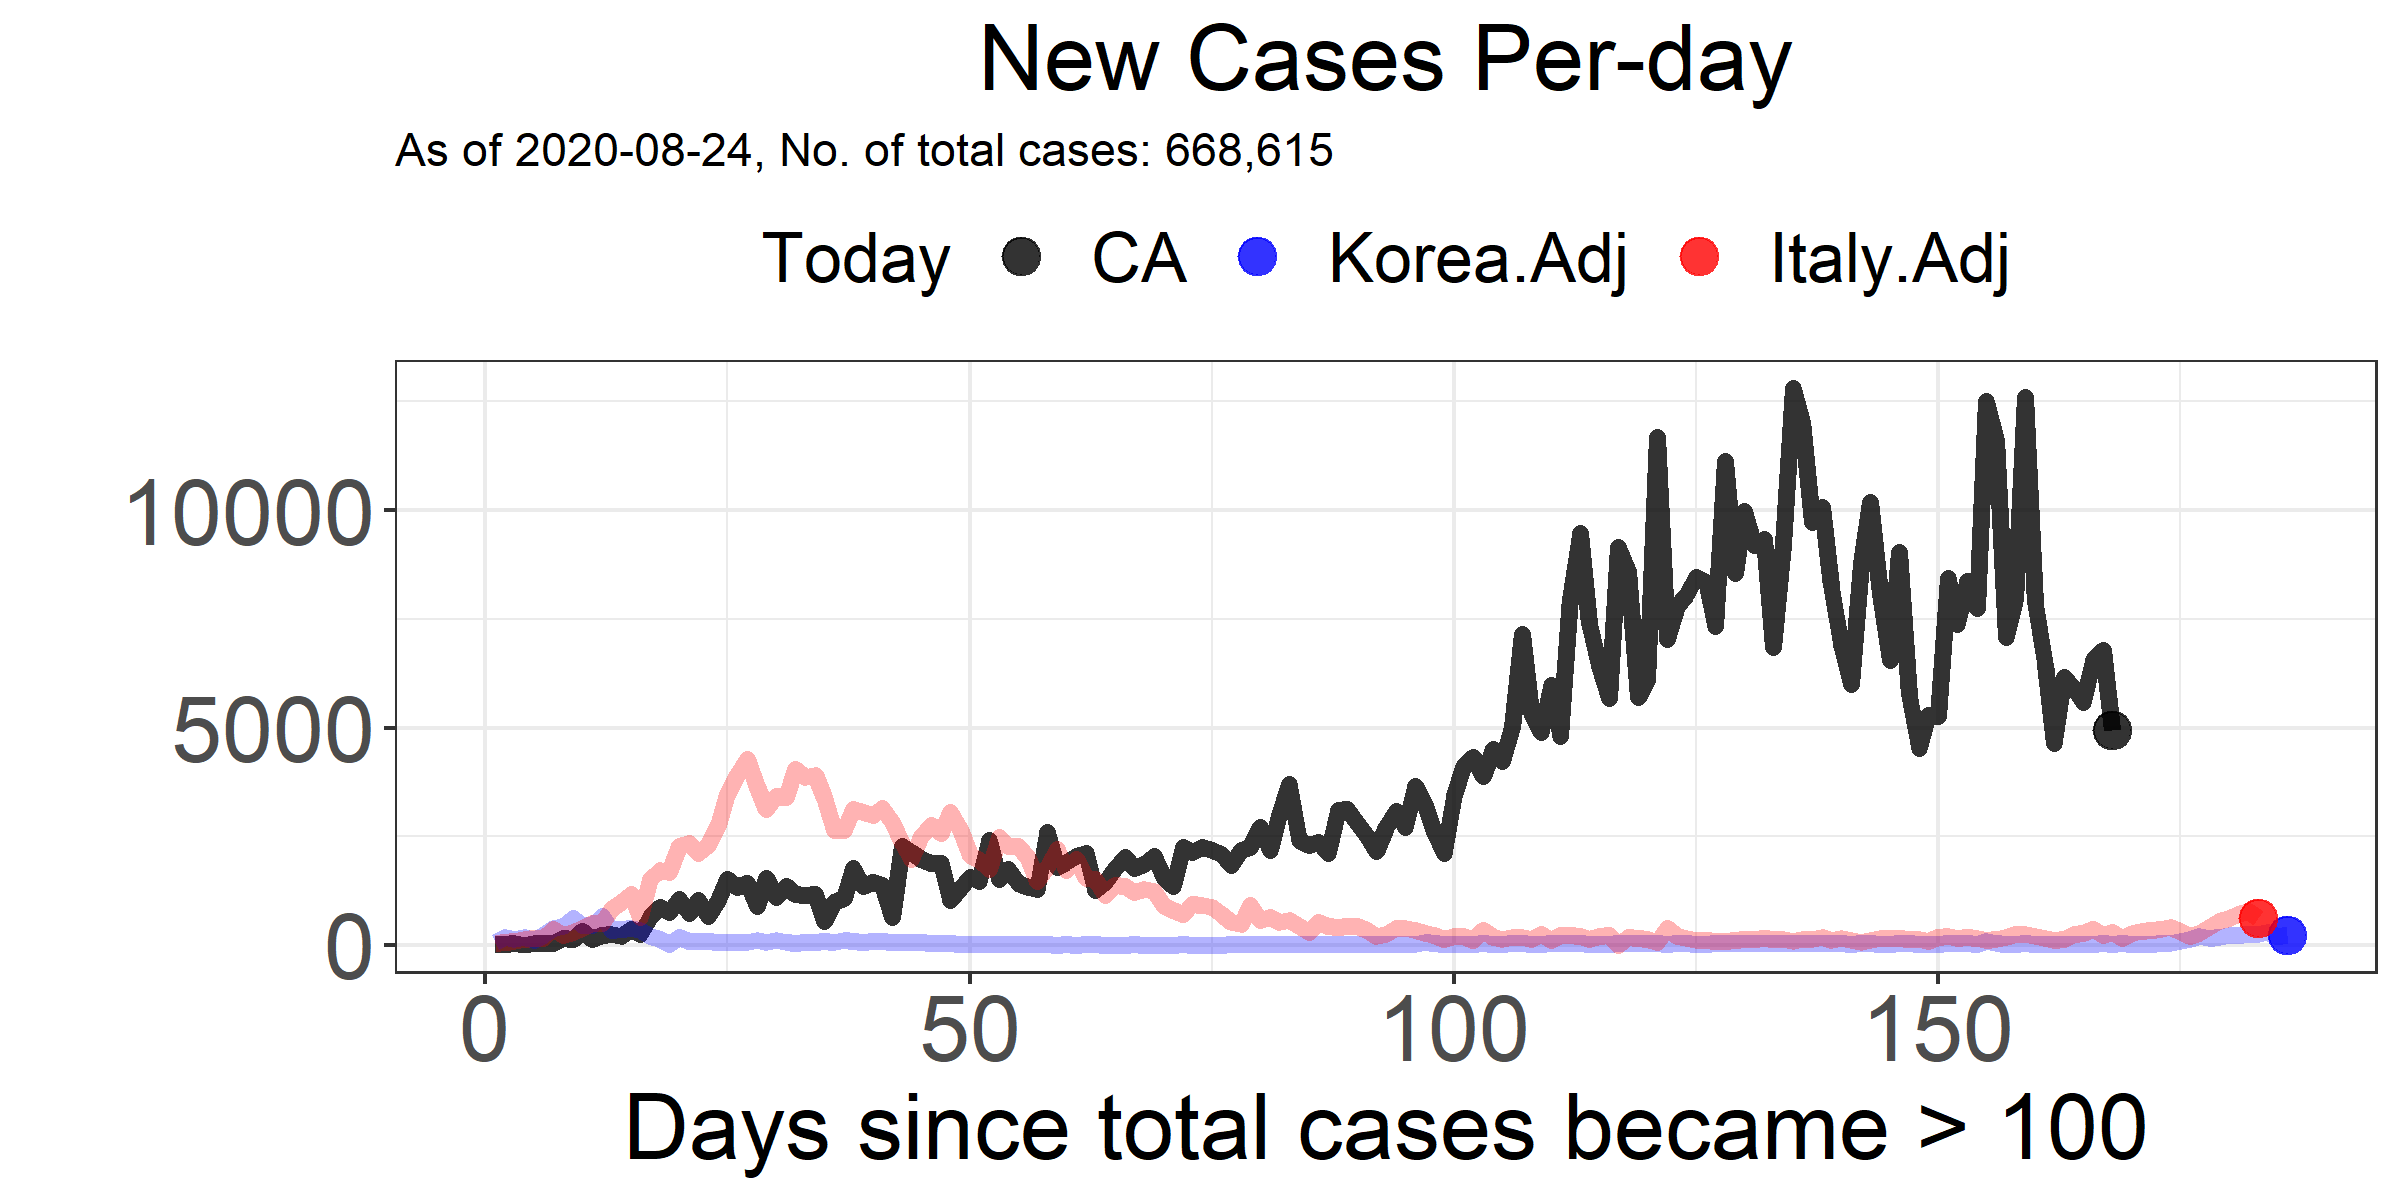 New Cases Per-day
As of 2020-08-24, No. of total cases: 668,615
Today CA Korea.Adj Italy.Adj
10000
5000
0
0 50 100 150
Days since total cases became > 100